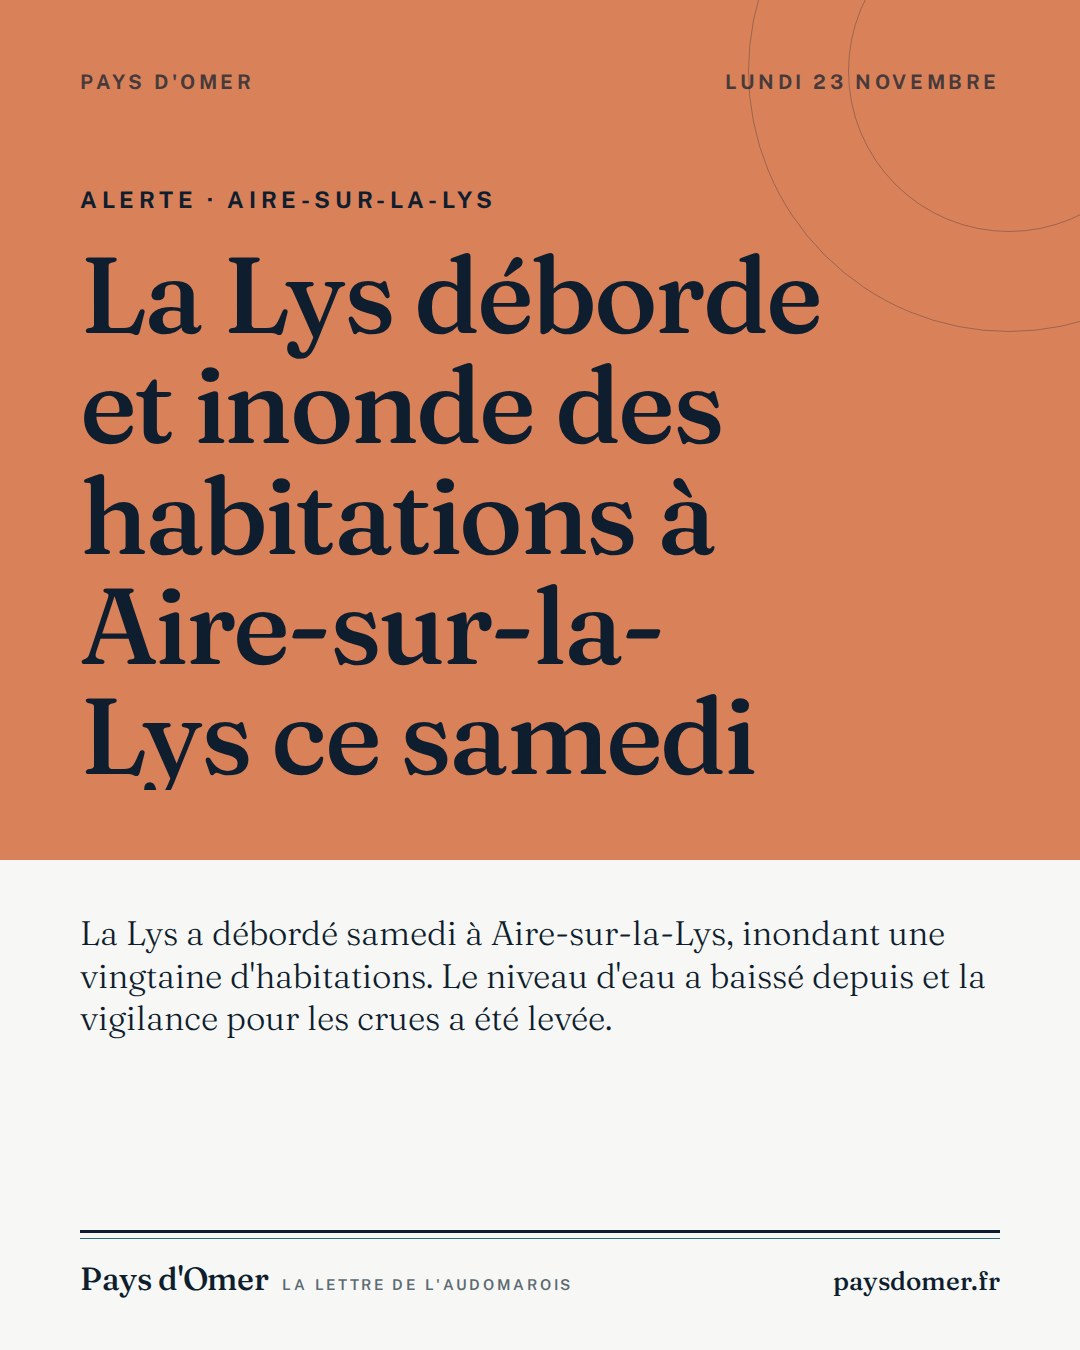 PAYS D'OMER
LUNDI 23 NOVEMBRE
ALERTE · AIRE-SUR-LA-LYS
La Lys déborde
et inonde des
habitations à
Aire-sur-la-
Lys ce samedi
La Lys a débordé samedi à Aire-sur-la-Lys, inondant une
vingtaine d'habitations. Le niveau d'eau a baissé depuis et la
vigilance pour les crues a été levée.
Pays d'Omer LA LETTRE DE L'AUDOMAROIS
paysdomer.fr